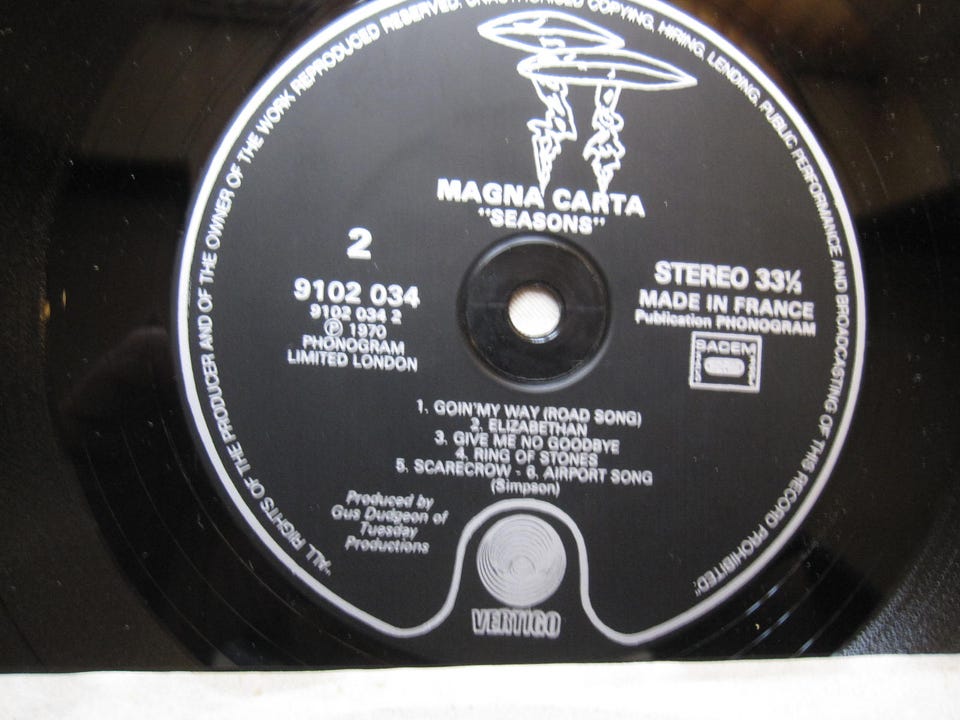 "ALL RIGHTS OF THE PRODUCER AND OF THE OWNER OF THE WORK REPRODUCED RESERVED. UNAUTHORISED COPYING, HIRING, LENDING, PUBLIC PERFORMANCE AND BROADCASTING OF THIS RECORD PROHIBITED."
MAGNA CARTA
"SEASONS"
2
9102 034
9102 034 2
Ⓟ 1970
PHONOGRAM
LIMITED LONDON
STEREO 33⅓
MADE IN FRANCE
Publication PHONOGRAM
SACEM
1. GOIN'MY WAY (ROAD SONG)
2. ELIZABETHAN
3. GIVE ME NO GOODBYE
4. RING OF STONES
5. SCARECROW - 6. AIRPORT SONG
(Simpson)
Produced by
Gus Dudgeon of
Tuesday
Productions
VERTIGO